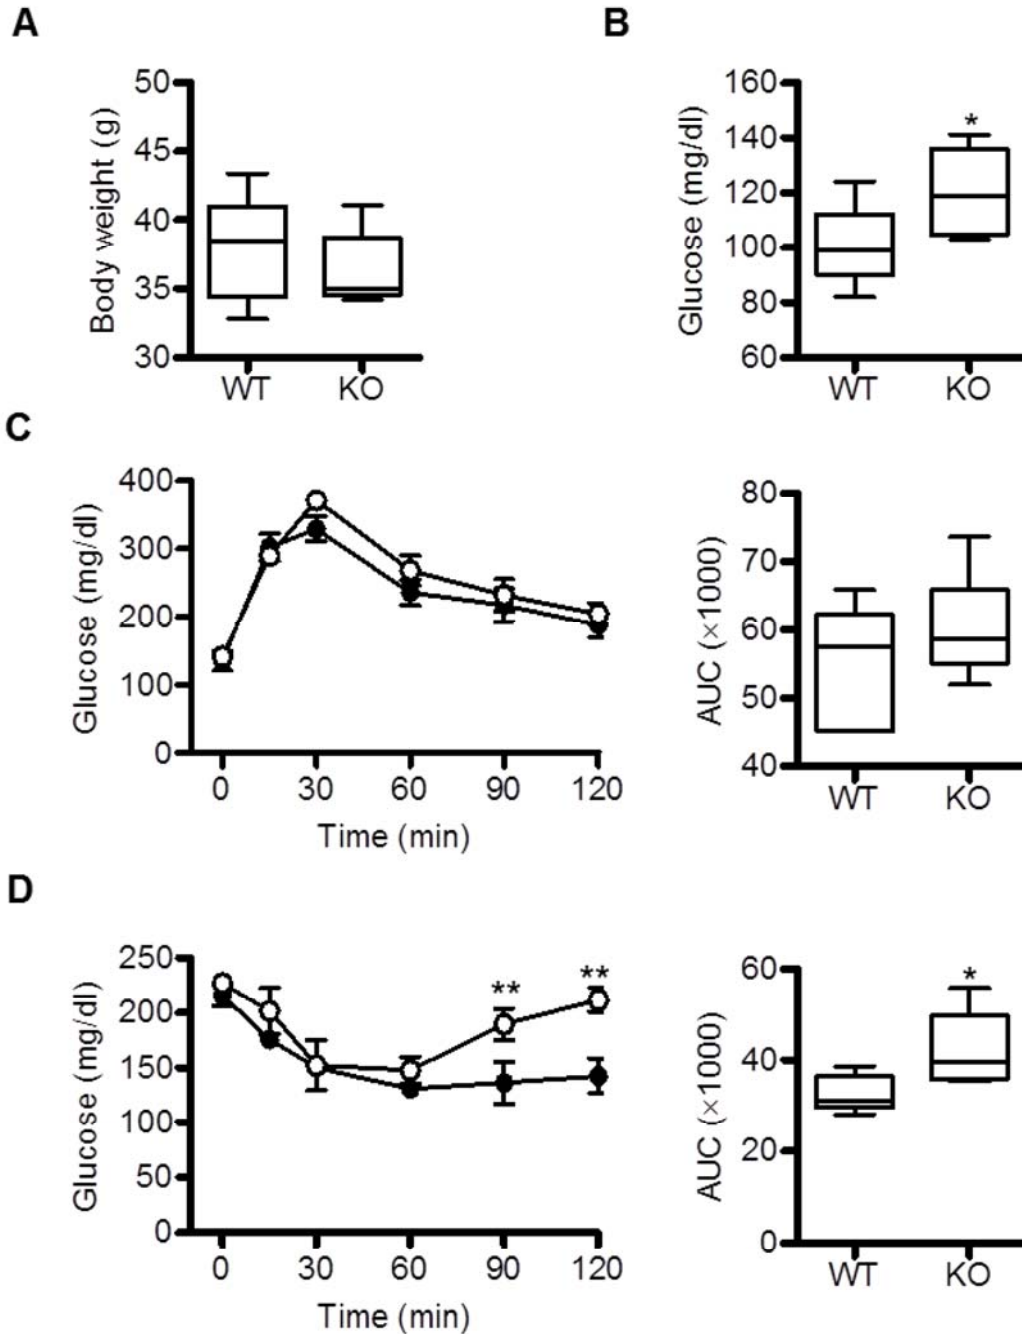 A
Body weight (g)
50
45
40
35
30
WT KO
B
Glucose (mg/dl)
160
140
120
100
80
60
*
WT KO
C
Glucose (mg/dl)
400
300
200
100
0
0 30 60 90 120
Time (min)
AUC (×1000)
80
70
60
50
40
WT KO
D
Glucose (mg/dl)
250
200
150
100
50
0
** **
0 30 60 90 120
Time (min)
AUC (×1000)
60
40
20
0
*
WT KO